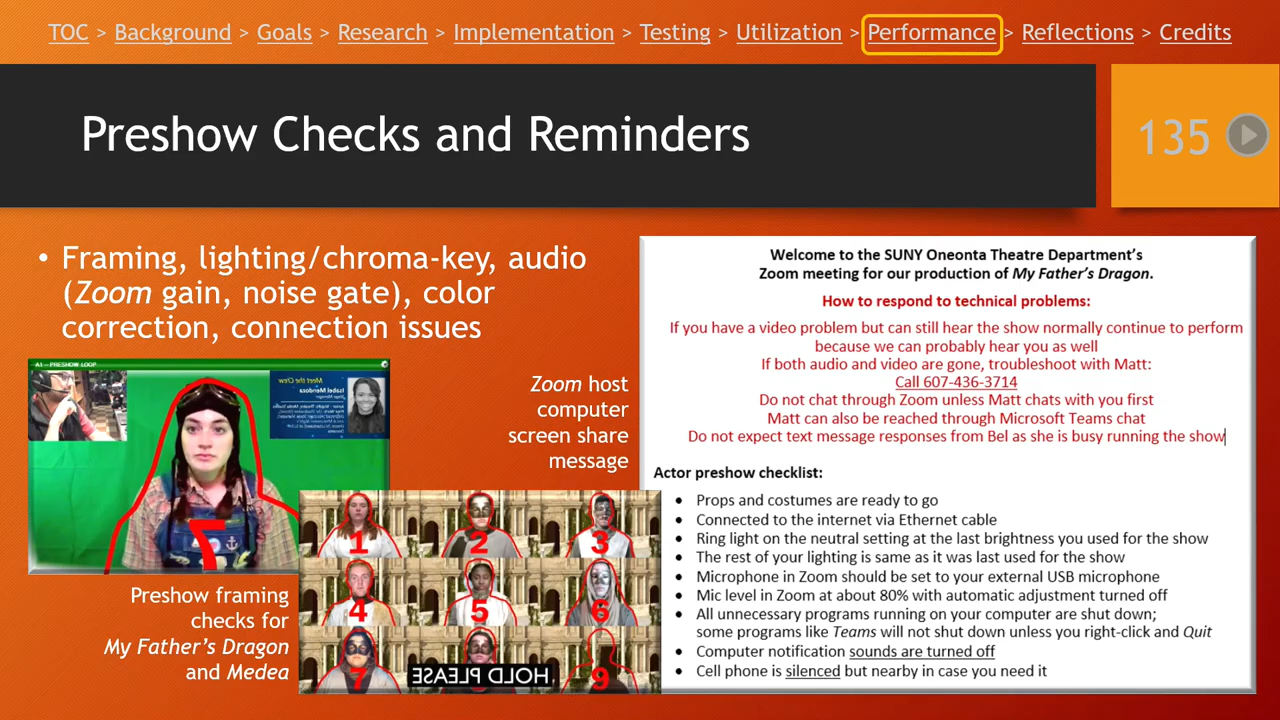 TOC > Background > Goals > Research > Implementation > Testing > Utilization > Performance > Reflections > Credits
Preshow Checks and Reminders
135
• Framing, lighting/chroma-key, audio
(Zoom gain, noise gate), color
correction, connection issues
A1 — PRESHOW LOOP
Meet the Crew
Isabel Mendoza
7
Zoom host
computer
screen share
message
Preshow framing
checks for
My Father's Dragon
and Medea
1 2 3
4 5 6
7 9
HOLD PLEASE
Welcome to the SUNY Oneonta Theatre Department's
Zoom meeting for our production of My Father's Dragon.
How to respond to technical problems:
If you have a video problem but can still hear the show normally continue to perform
because we can probably hear you as well
If both audio and video are gone, troubleshoot with Matt:
Call 607-436-3714
Do not chat through Zoom unless Matt chats with you first
Matt can also be reached through Microsoft Teams chat
Do not expect text message responses from Bel as she is busy running the show
Actor preshow checklist:
• Props and costumes are ready to go
• Connected to the internet via Ethernet cable
• Ring light on the neutral setting at the last brightness you used for the show
• The rest of your lighting is same as it was last used for the show
• Microphone in Zoom should be set to your external USB microphone
• Mic level in Zoom at about 80% with automatic adjustment turned off
• All unnecessary programs running on your computer are shut down;
some programs like Teams will not shut down unless you right-click and Quit
• Computer notification sounds are turned off
• Cell phone is silenced but nearby in case you need it